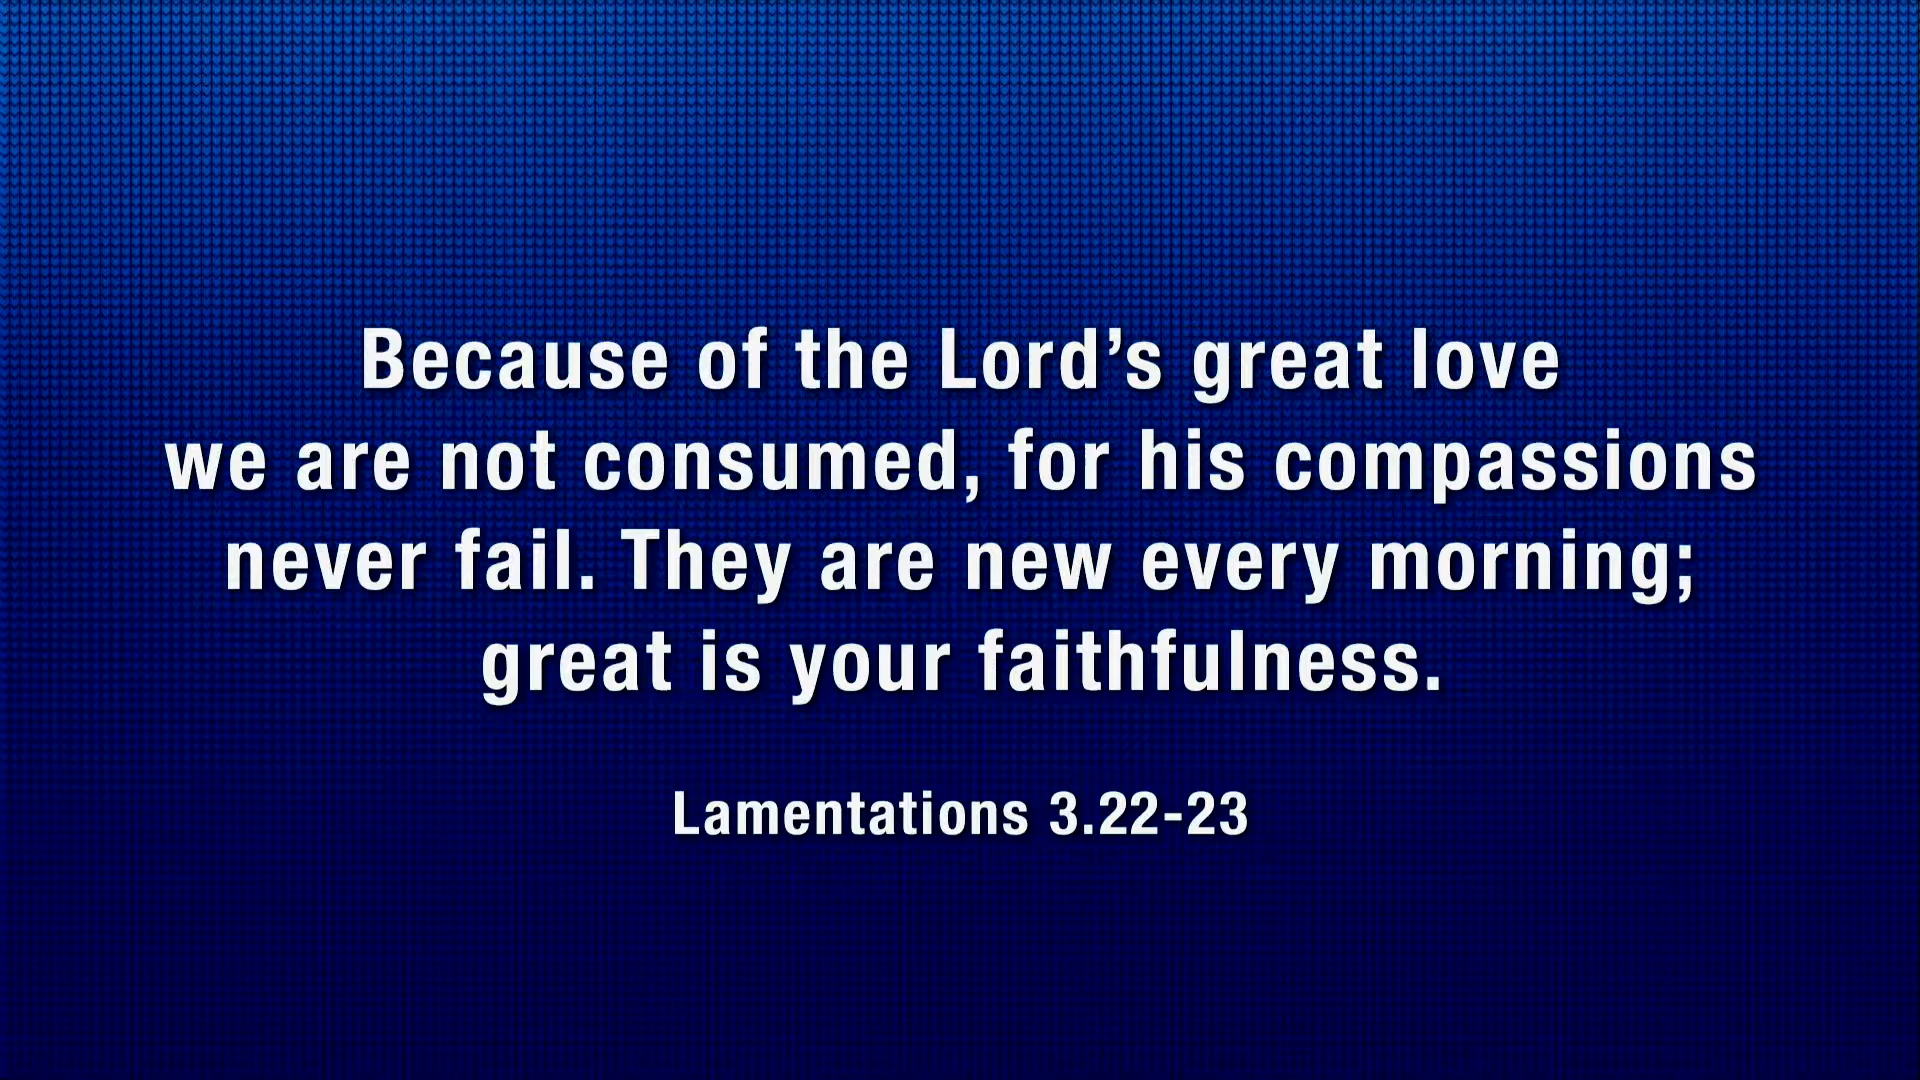 Because of the Lord’s great love
we are not consumed, for his compassions
never fail. They are new every morning;
great is your faithfulness.
Lamentations 3.22-23